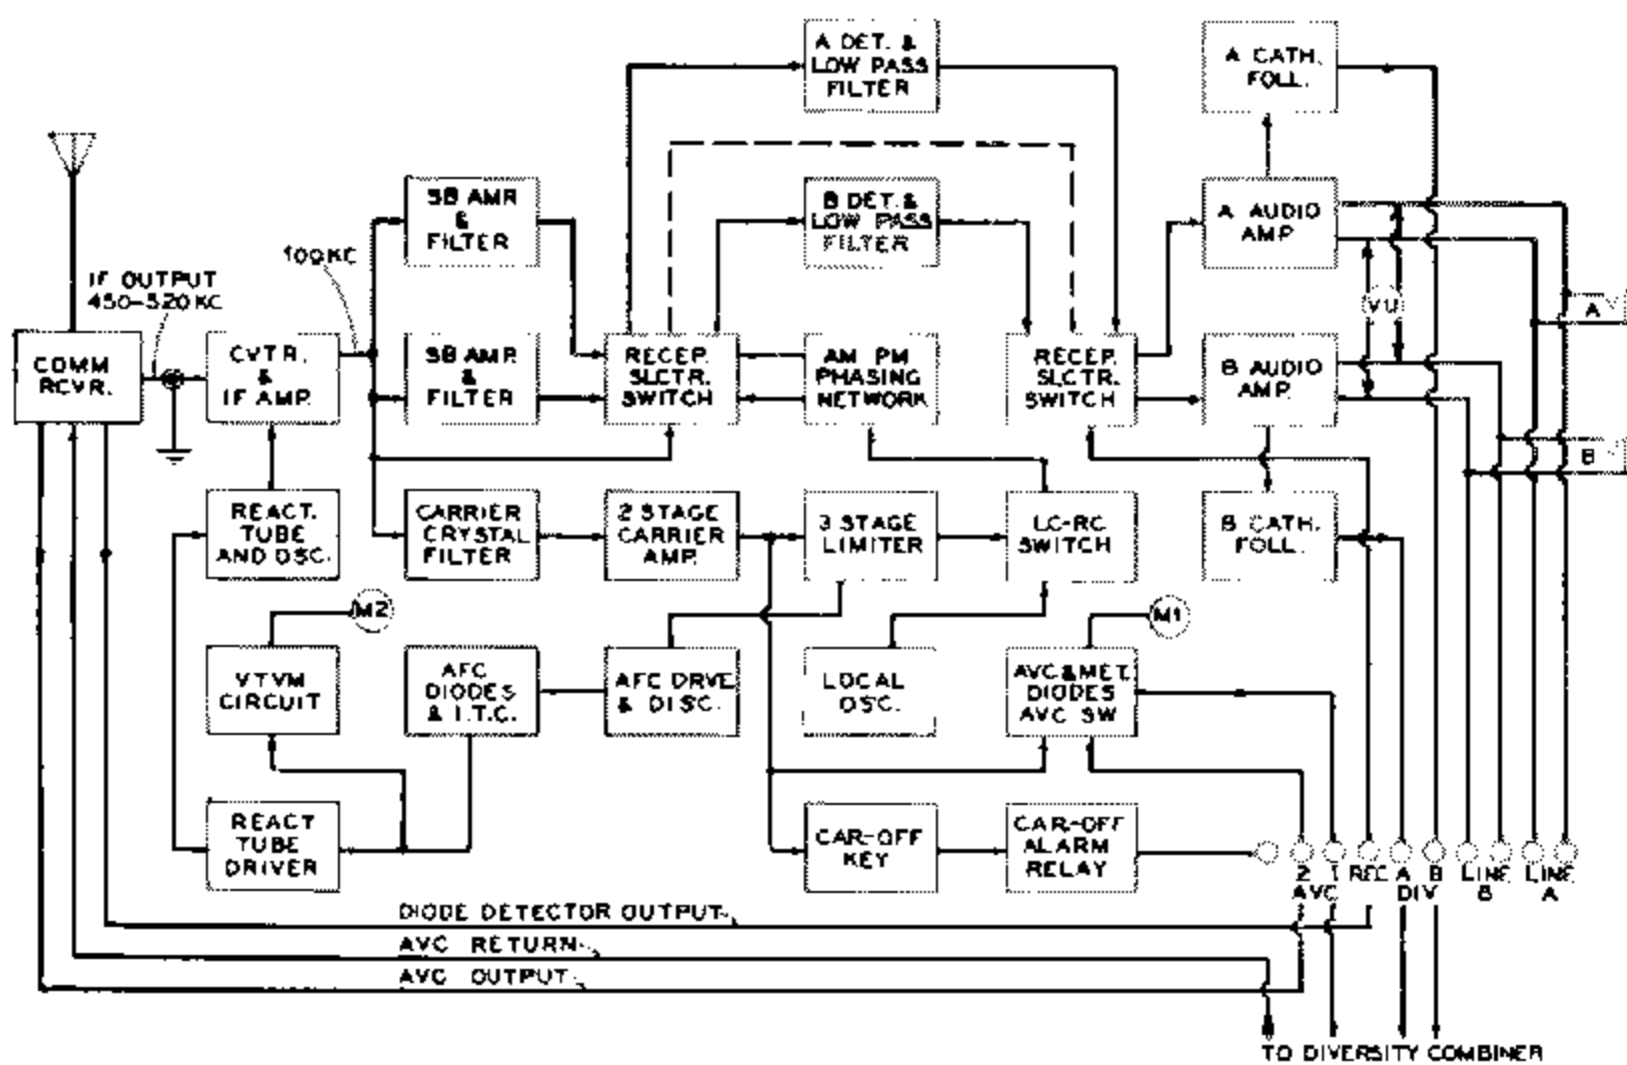 A DET. &
LOW PASS
FILTER
A CATH.
FOLL.
SB AMP.
&
FILTER
B DET. &
LOW PASS
FILTER
A AUDIO
AMP.
100KC
IF OUTPUT
450-520KC
VU
A
COMM
RCVR.
CVTR.
&
IF AMP.
SB AMP.
&
FILTER
RECEP.
SLCTR.
SWITCH
AM PM
PHASING
NETWORK
RECEP.
SLCTR.
SWITCH
B AUDIO
AMP.
B
REACT.
TUBE
AND OSC.
CARRIER
CRYSTAL
FILTER
2 STAGE
CARRIER
AMP.
3 STAGE
LIMITER
LC-RC
SWITCH
B CATH.
FOLL.
M2
M1
VTVM
CIRCUIT
AFC
DIODES
& I.T.C.
AFC DRVE
& DISC.
LOCAL
OSC.
AVC & MET.
DIODES
AVC SW
REACT
TUBE
DRIVER
CAR-OFF
KEY
CAR-OFF
ALARM
RELAY
2 1 REC A B LINE LINE
AVC DIV B A
DIODE DETECTOR OUTPUT
AVC RETURN
AVC OUTPUT
TO DIVERSITY COMBINER